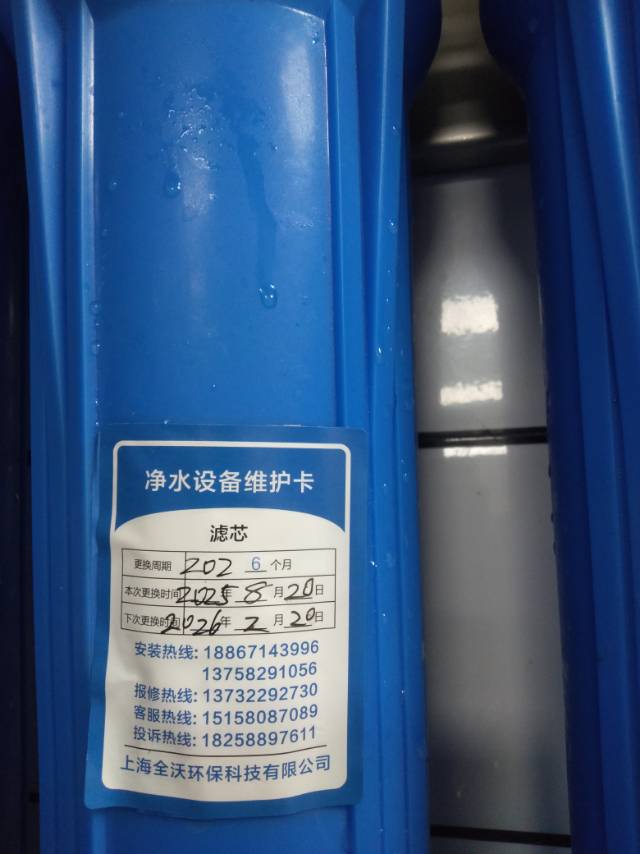 净水设备维护卡
滤芯
更换周期 202 6 个月
本次更换时间 2025 年 8 月 20 日
下次更换时间 2026 年 2 月 20 日
安装热线: 18867143996
13758291056
报修热线: 13732292730
客服热线: 15158087089
投诉热线: 18258897611
上海全沃环保科技有限公司